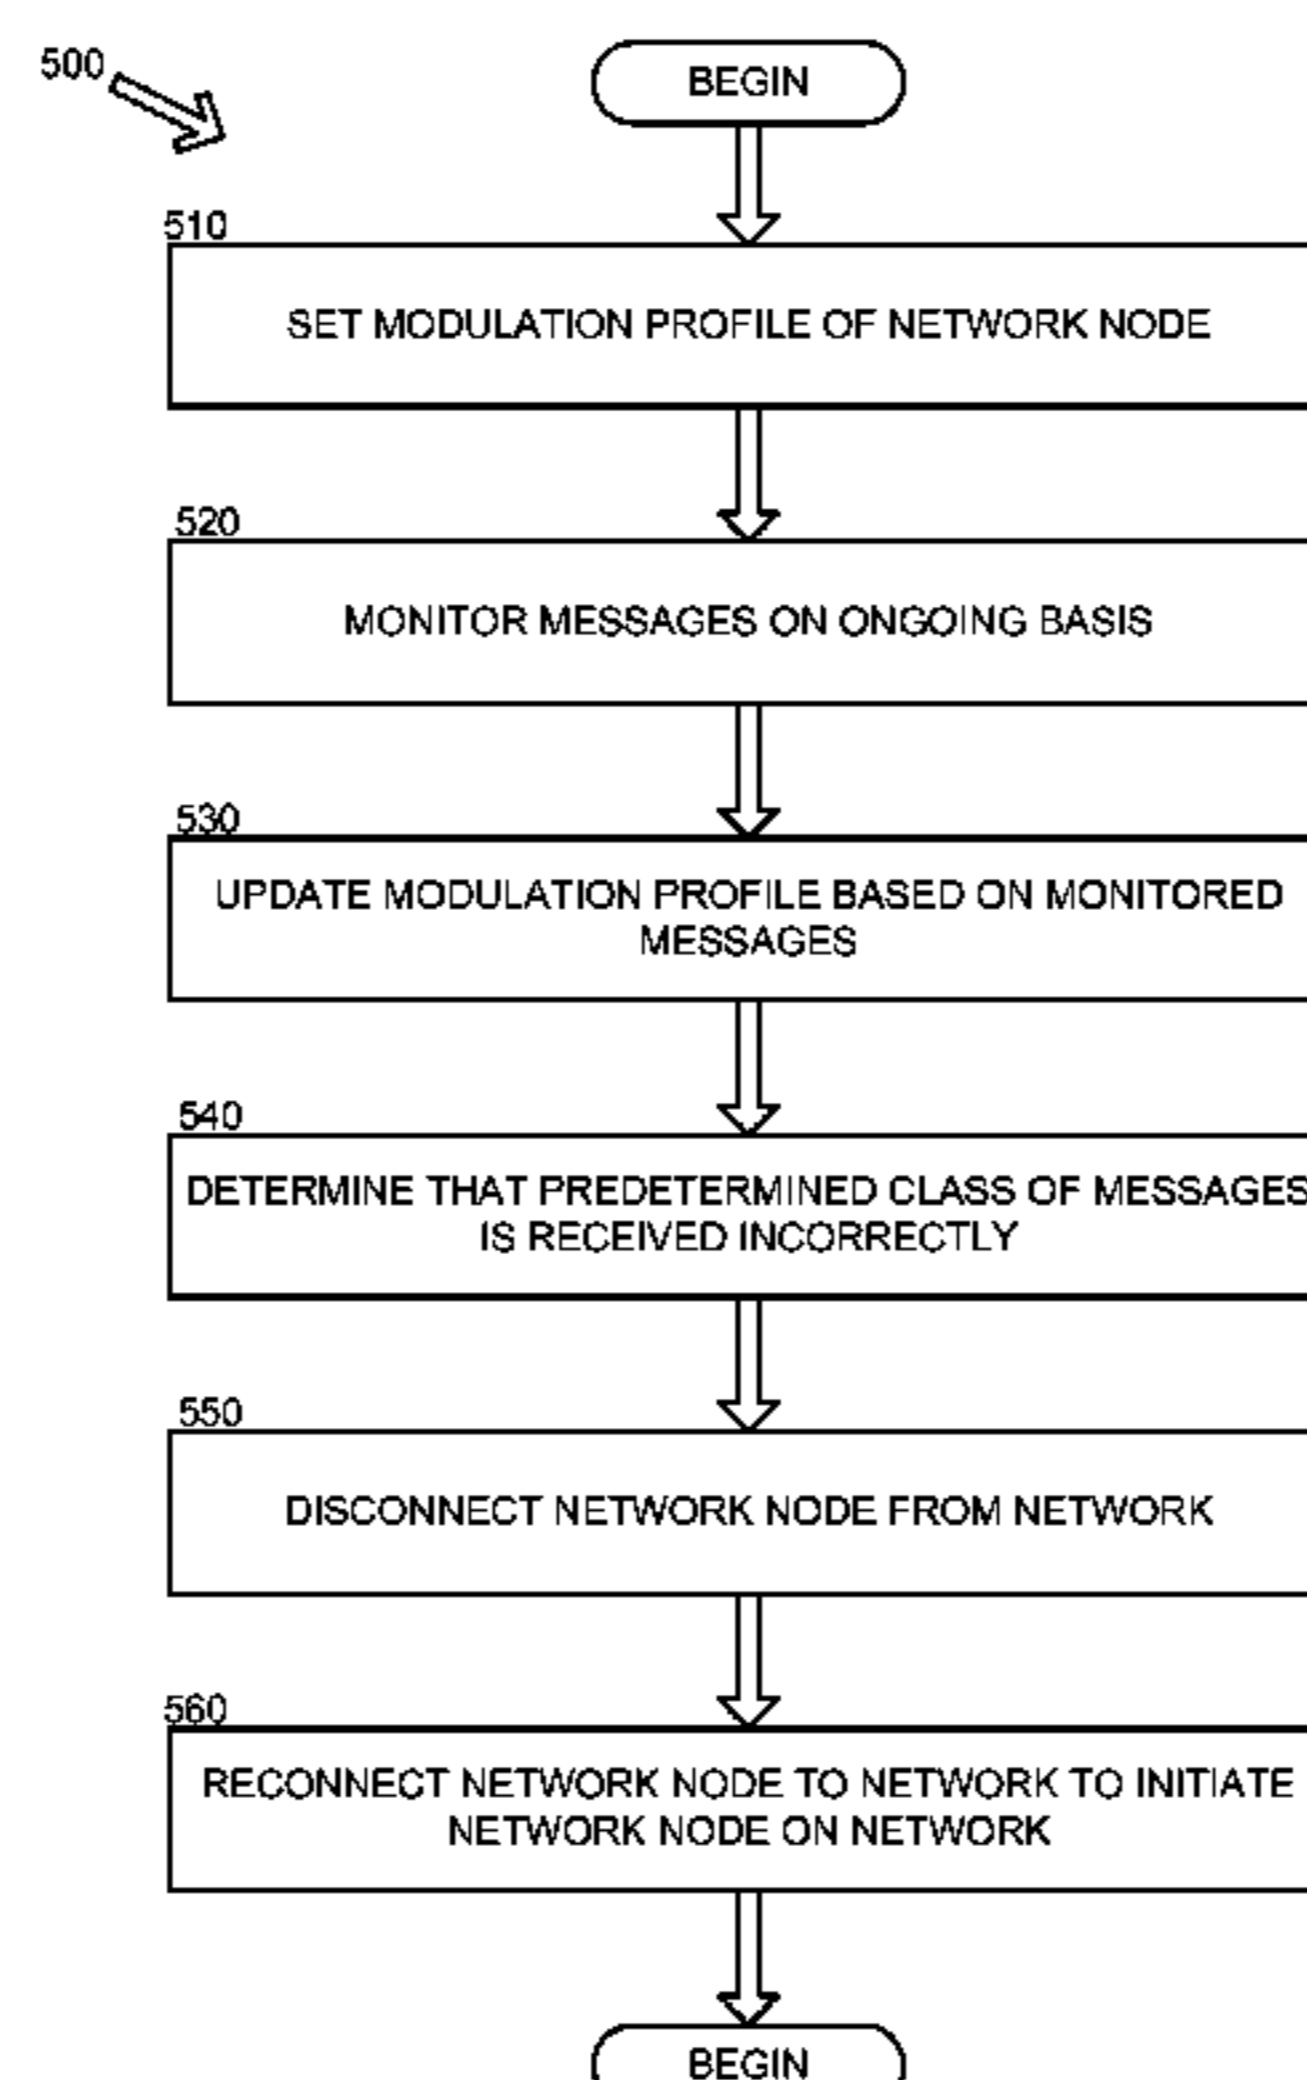 500
BEGIN
510
SET MODULATION PROFILE OF NETWORK NODE
520
MONITOR MESSAGES ON ONGOING BASIS
530
UPDATE MODULATION PROFILE BASED ON MONITORED
MESSAGES
540
DETERMINE THAT PREDETERMINED CLASS OF MESSAGES
IS RECEIVED INCORRECTLY
550
DISCONNECT NETWORK NODE FROM NETWORK
560
RECONNECT NETWORK NODE TO NETWORK TO INITIATE
NETWORK NODE ON NETWORK
BEGIN